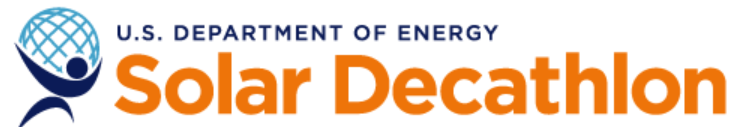 U.S. DEPARTMENT OF ENERGY
Solar Decathlon